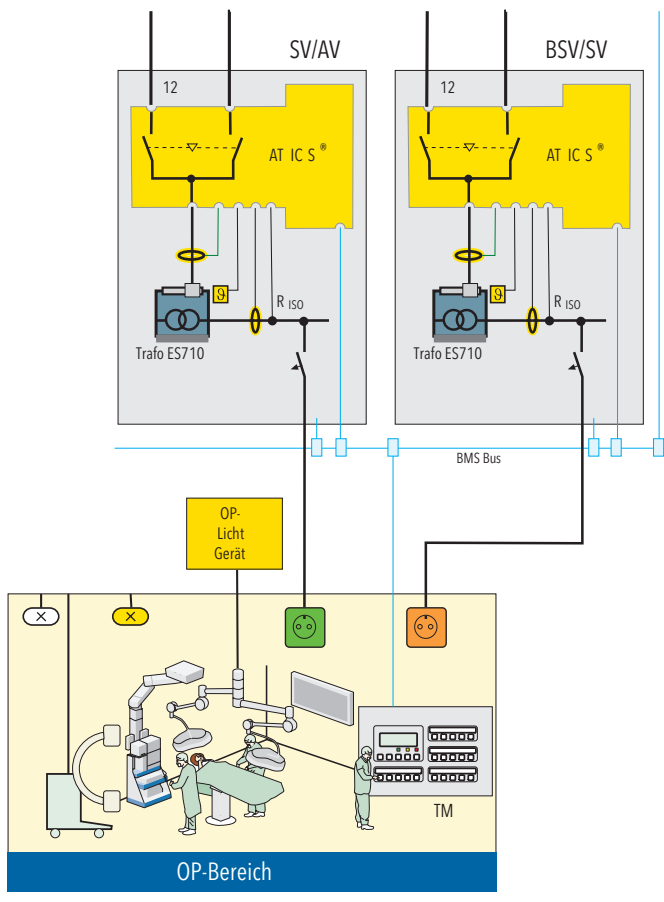 SV/AV
BSV/SV
12
12
AT IC S ®
AT IC S ®
ϑ
ϑ
R ISO
R ISO
Trafo ES710
Trafo ES710
BMS Bus
OP-
Licht
Gerät
TM
OP-Bereich